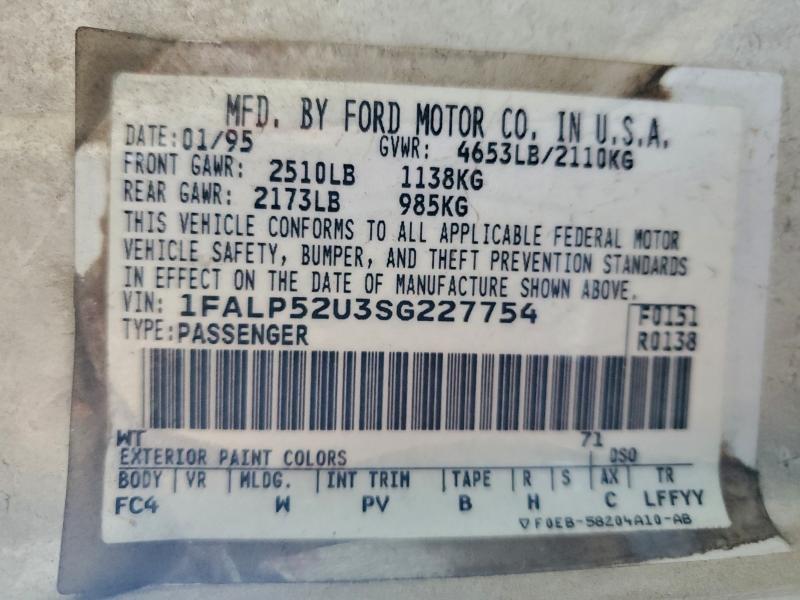 MFD. BY FORD MOTOR CO. IN U.S.A.
DATE: 01/95 GVWR: 4653LB/2110KG
FRONT GAWR: 2510LB 1138KG
REAR GAWR: 2173LB 985KG
THIS VEHICLE CONFORMS TO ALL APPLICABLE FEDERAL MOTOR
VEHICLE SAFETY, BUMPER, AND THEFT PREVENTION STANDARDS
IN EFFECT ON THE DATE OF MANUFACTURE SHOWN ABOVE.
VIN: 1FALP52U3SG227754 F0151
TYPE: PASSENGER R0138
WT 71
EXTERIOR PAINT COLORS DSO
BODY VR MLDG. INT TRIM TAPE R S AX TR
FC4 W PV B H C LFFYY
▽ F0EB-58204A10-AB